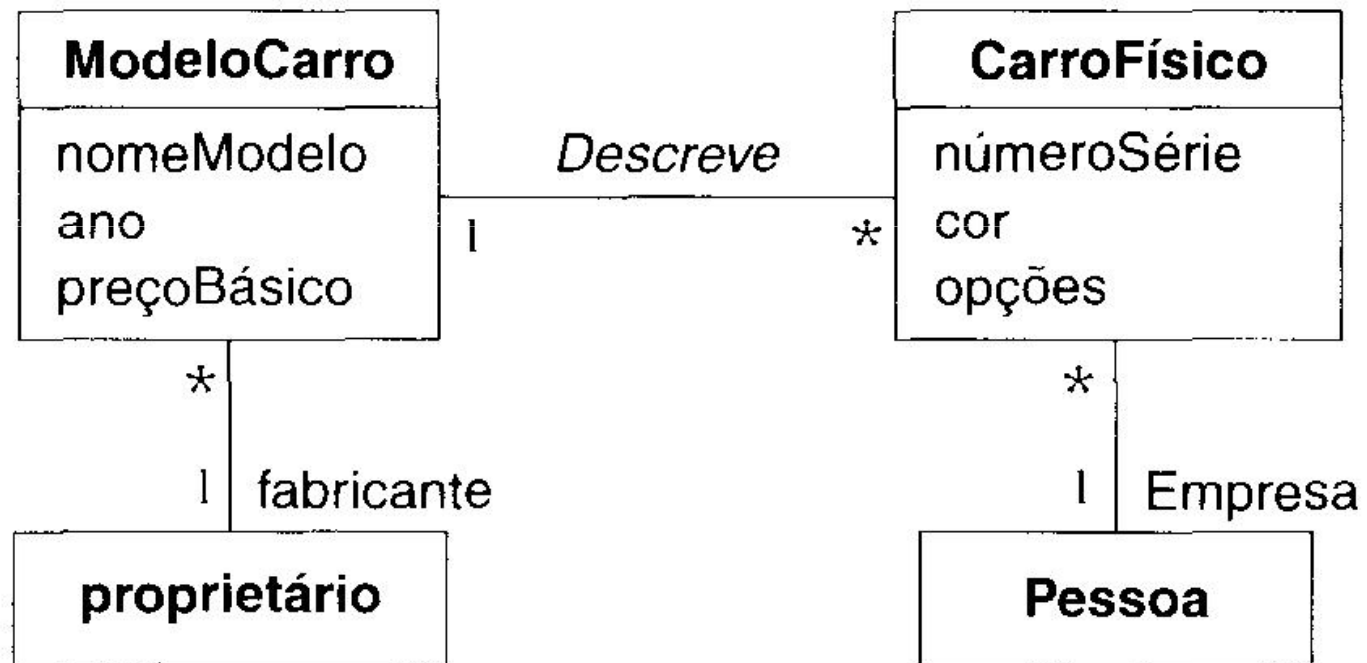 ModeloCarro
nomeModelo
ano
preçoBásico
Descreve
1
*
CarroFísico
númeroSérie
cor
opções
*
1 fabricante
proprietário
*
1 Empresa
Pessoa